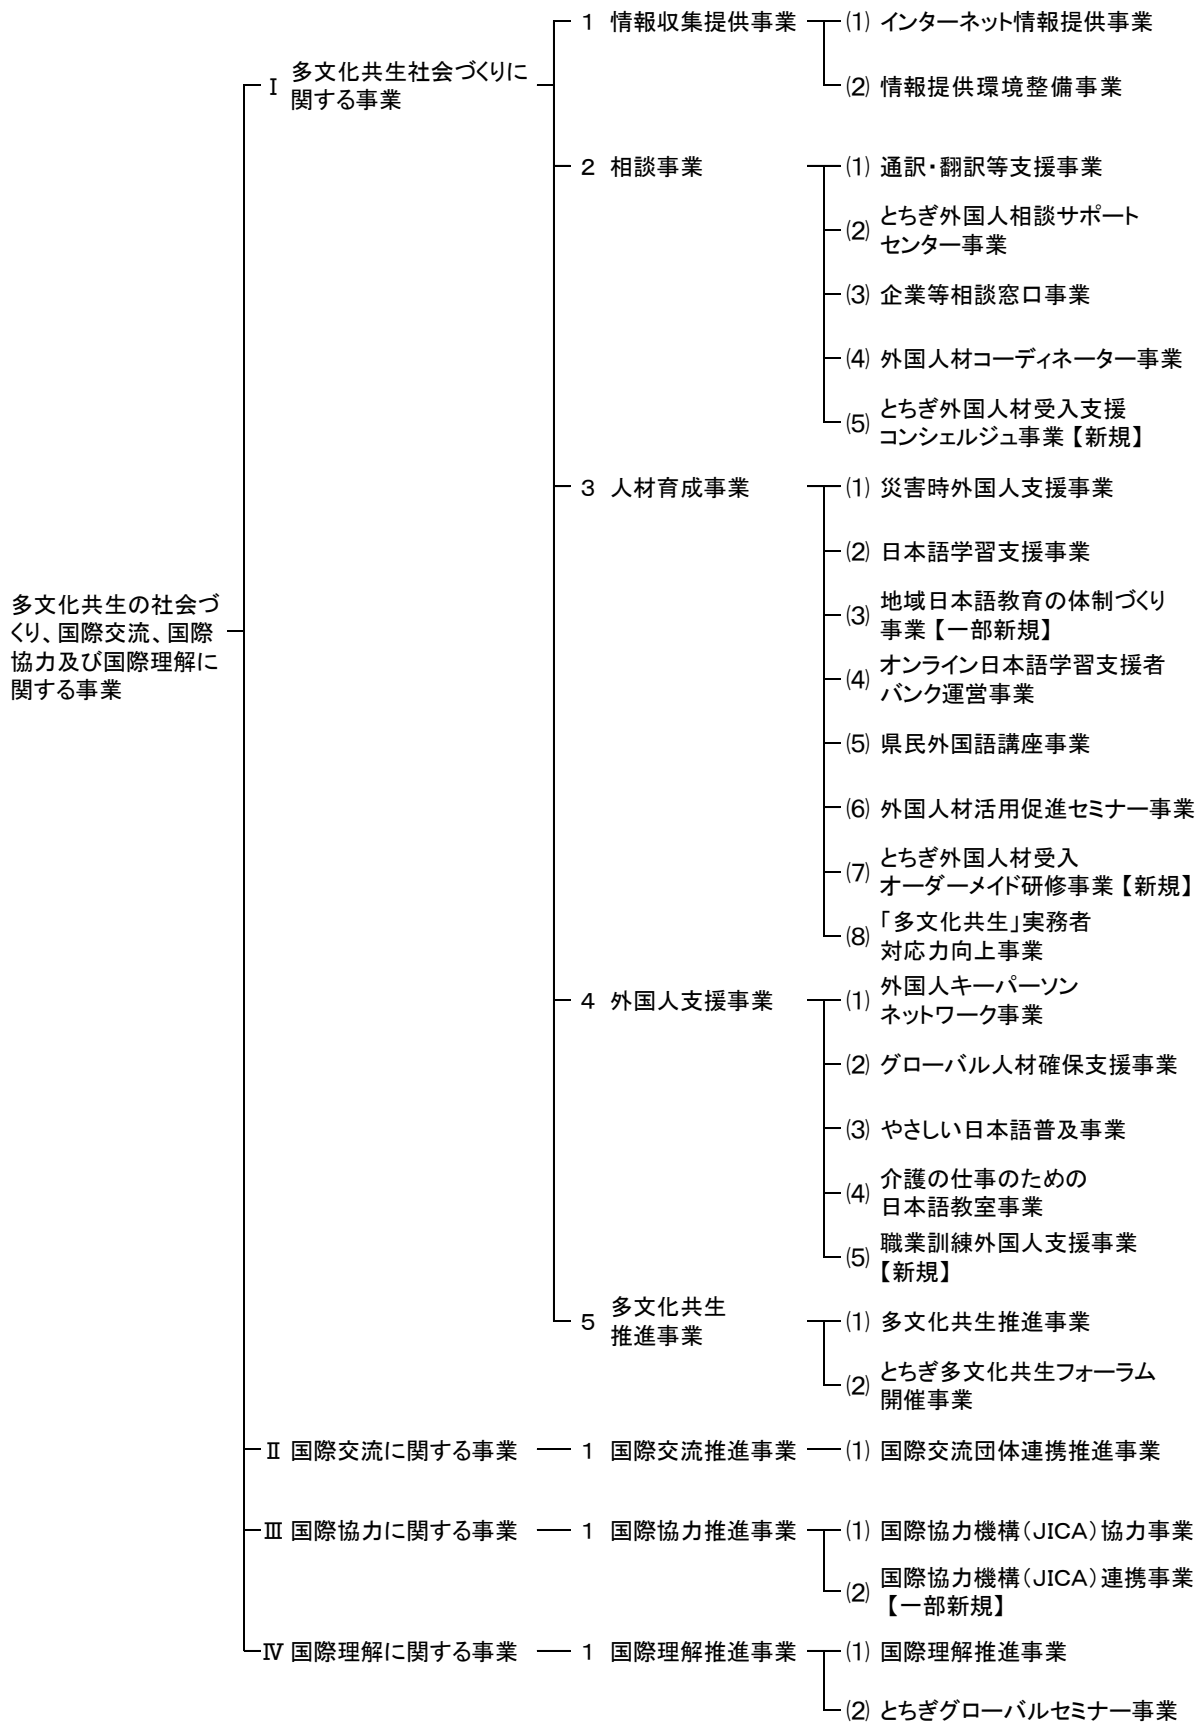 多文化共生の社会づ
くり、国際交流、国際
協力及び国際理解に
関する事業
Ⅰ 多文化共生社会づくりに
関する事業
1 情報収集提供事業
(1) インターネット情報提供事業
(2) 情報提供環境整備事業
2 相談事業
(1) 通訳・翻訳等支援事業
(2) とちぎ外国人相談サポート
センター事業
(3) 企業等相談窓口事業
(4) 外国人材コーディネーター事業
(5) とちぎ外国人材受入支援
コンシェルジュ事業【新規】
3 人材育成事業
(1) 災害時外国人支援事業
(2) 日本語学習支援事業
(3) 地域日本語教育の体制づくり
事業【一部新規】
(4) オンライン日本語学習支援者
バンク運営事業
(5) 県民外国語講座事業
(6) 外国人材活用促進セミナー事業
(7) とちぎ外国人材受入
オーダーメイド研修事業【新規】
(8) 「多文化共生」実務者
対応力向上事業
4 外国人支援事業
(1) 外国人キーパーソン
ネットワーク事業
(2) グローバル人材確保支援事業
(3) やさしい日本語普及事業
(4) 介護の仕事のための
日本語教室事業
(5) 職業訓練外国人支援事業
【新規】
5 多文化共生
推進事業
(1) 多文化共生推進事業
(2) とちぎ多文化共生フォーラム
開催事業
Ⅱ 国際交流に関する事業
1 国際交流推進事業
(1) 国際交流団体連携推進事業
Ⅲ 国際協力に関する事業
1 国際協力推進事業
(1) 国際協力機構(JICA)協力事業
(2) 国際協力機構(JICA)連携事業
【一部新規】
Ⅳ 国際理解に関する事業
1 国際理解推進事業
(1) 国際理解推進事業
(2) とちぎグローバルセミナー事業